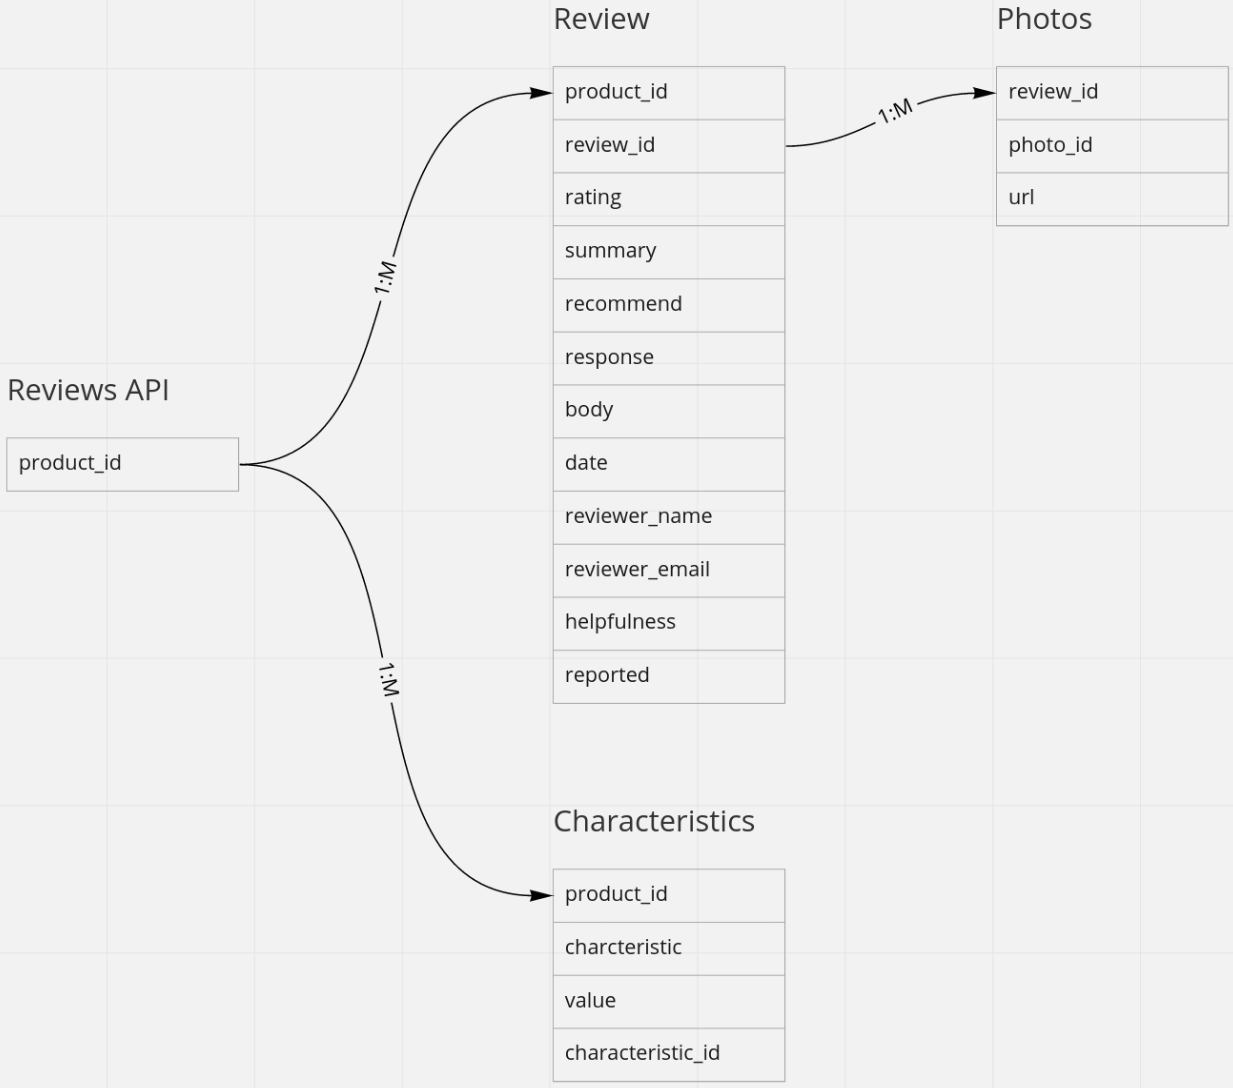 Reviews API
product_id
1:M
1:M
Review
product_id
review_id
rating
summary
recommend
response
body
date
reviewer_name
reviewer_email
helpfulness
reported
1:M
Photos
review_id
photo_id
url
Characteristics
product_id
charcteristic
value
characteristic_id